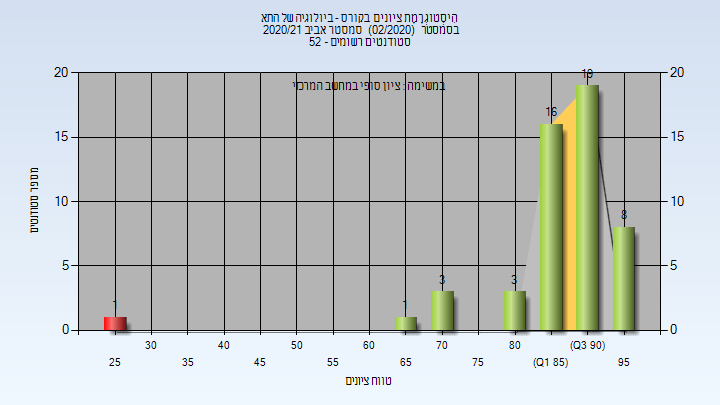 היסטוגרמת ציונים בקורס - ביולוגיה של התא
בסמסטר (02/2020) סמסטר אביב 2020/21
סטודנטים רשומים - 52
במשימה : ציון סופי במחשב המרכזי
20 20
15 15
10 10
5 5
0 0
1 1 3 3 16 19 8
מספר סטודנטים
30 40 50 60 70 80 (Q3 90)
25 35 45 55 65 75 (Q1 85) 95
טווח ציונים